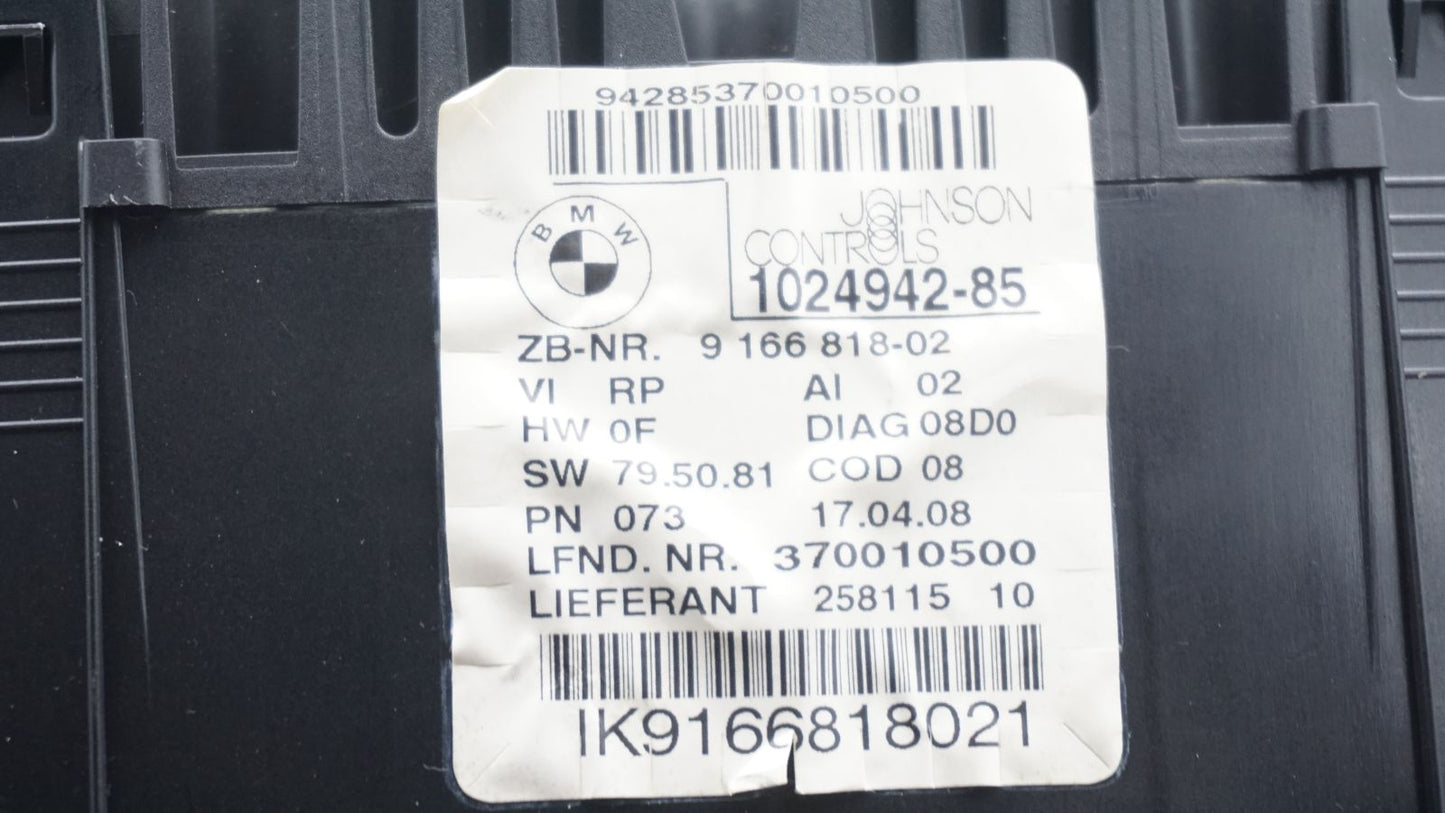 94285370010500
BMW
JOHNSON
CONTROLS
1024942-85
ZB-NR. 9 166 818-02
VI RP AI 02
HW 0F DIAG 08D0
SW 79.50.81 COD 08
PN 073 17.04.08
LFND. NR. 370010500
LIEFERANT 258115 10
IK9166818021